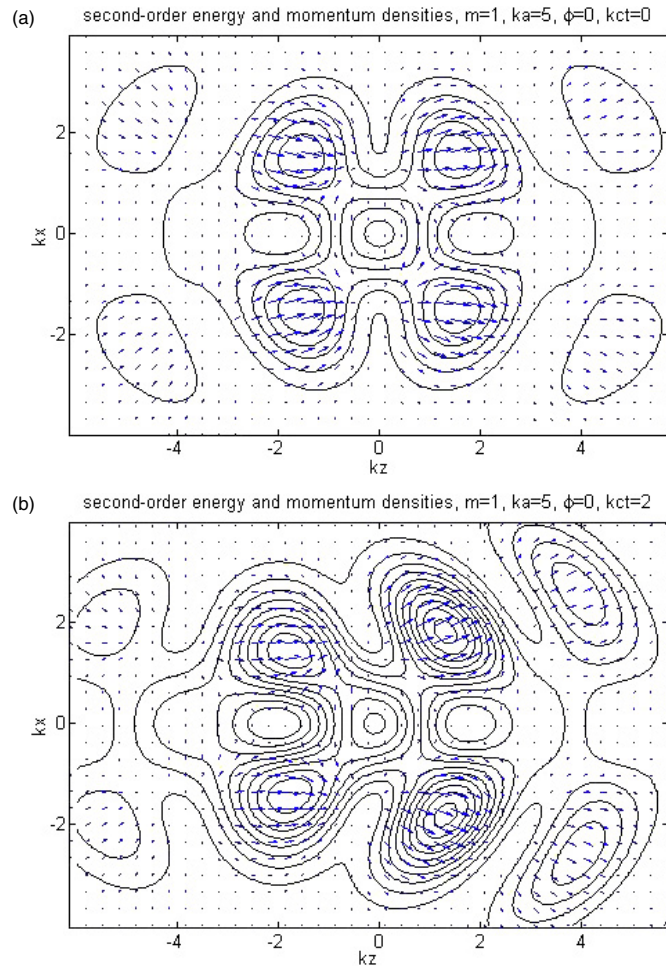 (a)
second-order energy and momentum densities, m=1, ka=5, ϕ=0, kct=0
2
kx
0
-2
-4
-2
0
2
4
kz
(b)
second-order energy and momentum densities, m=1, ka=5, ϕ=0, kct=2
2
kx
0
-2
-4
-2
0
2
4
kz